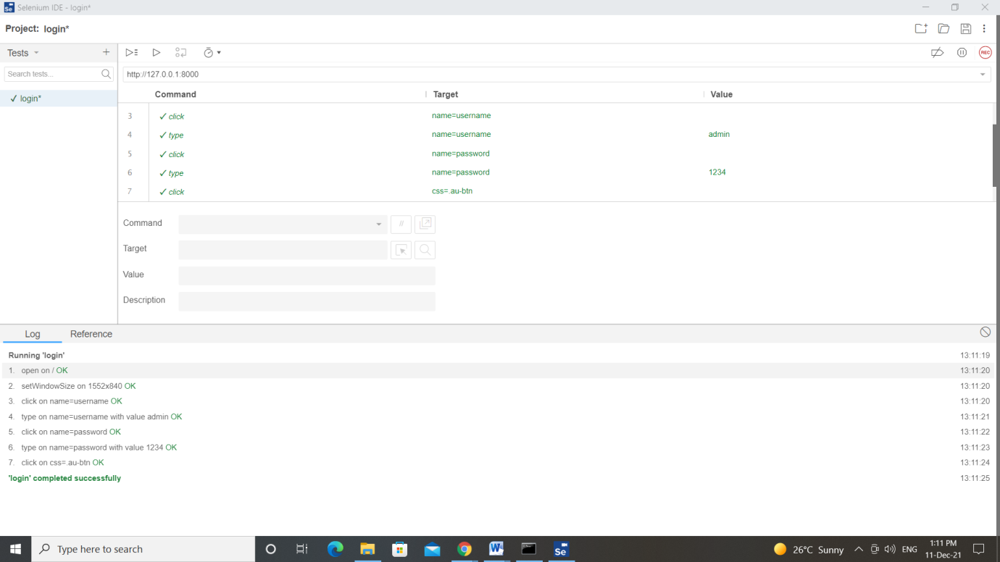 Se Selenium IDE - login*
Project: login*
Tests
Search tests...
✓ login*
http://127.0.0.1:8000
REC
Command Target Value
3 ✓ click name=username
4 ✓ type name=username admin
5 ✓ click name=password
6 ✓ type name=password 1234
7 ✓ click css=.au-btn
Command //
Target
Value
Description
Log Reference
Running 'login' 13:11:19
1. open on / OK 13:11:20
2. setWindowSize on 1552x840 OK 13:11:20
3. click on name=username OK 13:11:20
4. type on name=username with value admin OK 13:11:21
5. click on name=password OK 13:11:22
6. type on name=password with value 1234 OK 13:11:23
7. click on css=.au-btn OK 13:11:24
'login' completed successfully 13:11:25
Type here to search
W
Se
26°C Sunny
ENG
1:11 PM
11-Dec-21